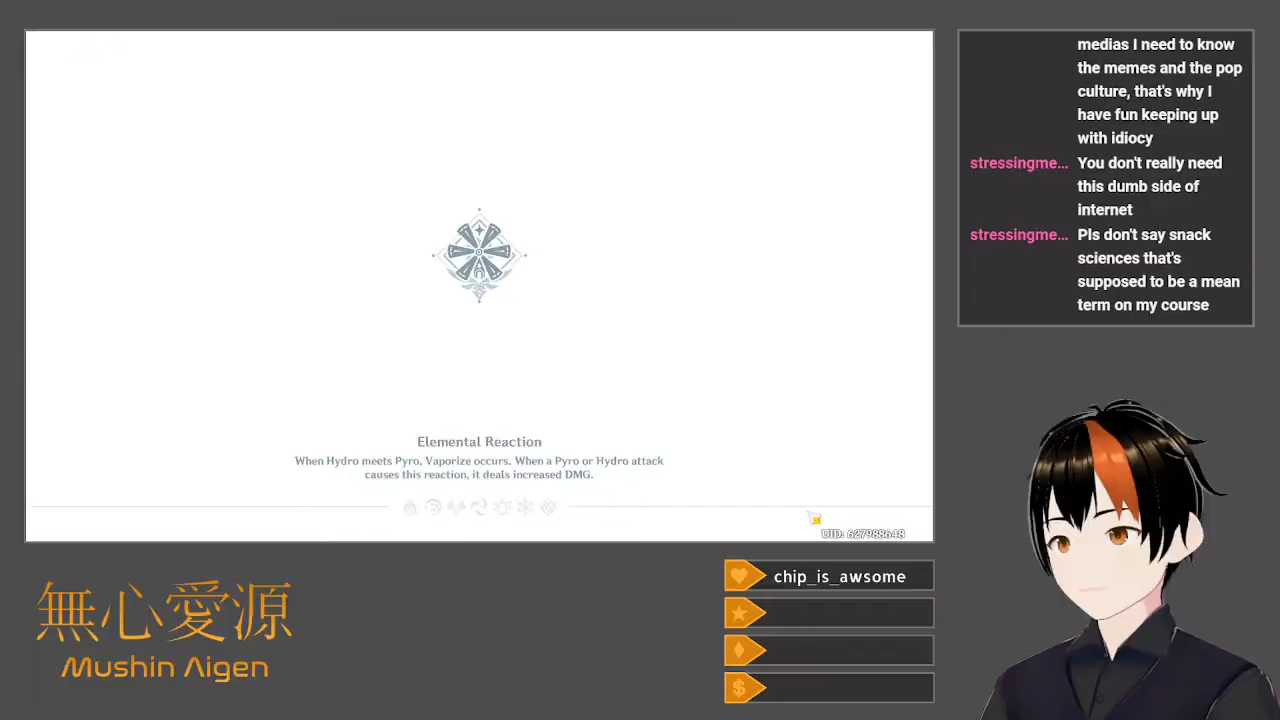 medias I need to know
the memes and the pop
culture, that's why I
have fun keeping up
with idiocy
stressingme... You don't really need
this dumb side of
internet
stressingme... Pls don't say snack
sciences that's
supposed to be a mean
term on my course
Elemental Reaction
When Hydro meets Pyro, Vaporize occurs. When a Pyro or Hydro attack
causes this reaction, it deals increased DMG.
UID: 627988648
chip_is_awsome
無心愛源
Mushin Aigen